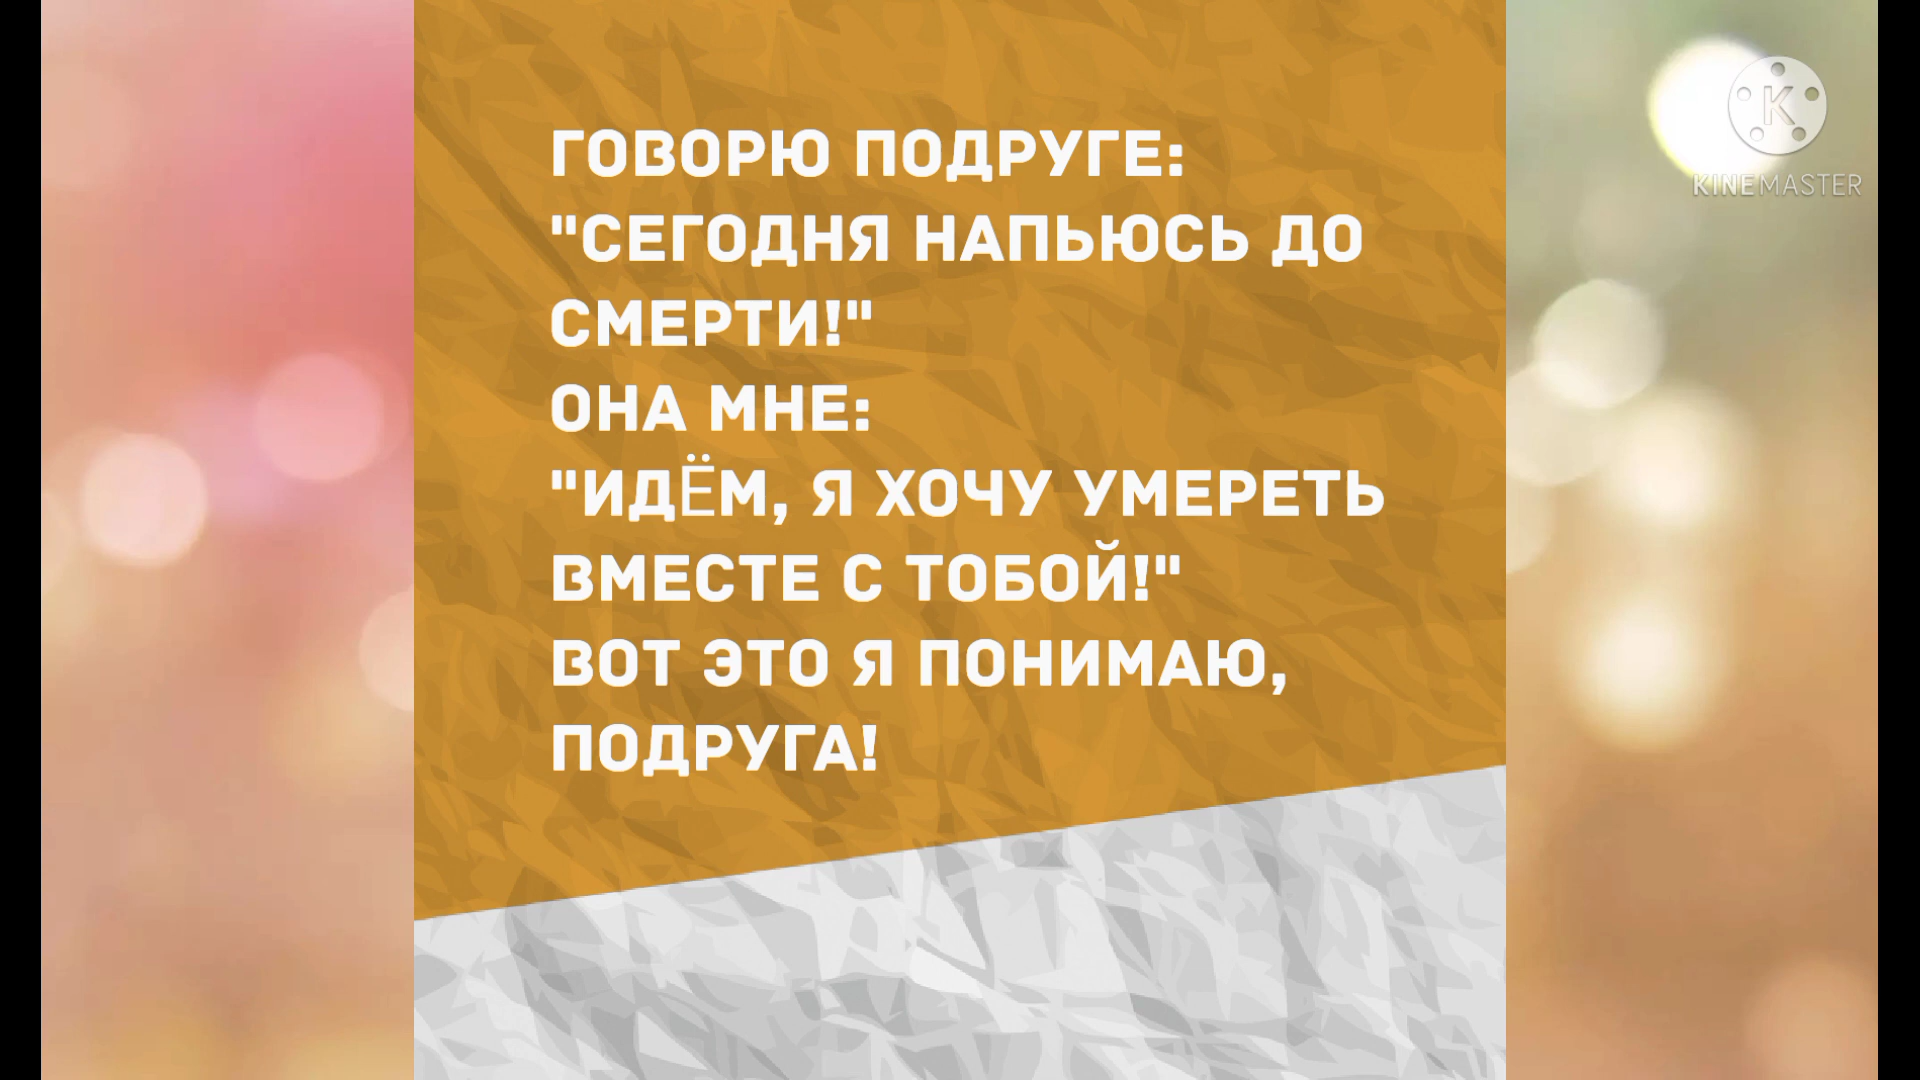 ГОВОРЮ ПОДРУГЕ:
"СЕГОДНЯ НАПЬЮСЬ ДО
СМЕРТИ!"
ОНА МНЕ:
"ИДЁМ, Я ХОЧУ УМЕРЕТЬ
ВМЕСТЕ С ТОБОЙ!"
ВОТ ЭТО Я ПОНИМАЮ,
ПОДРУГА!
K
KINEMASTER